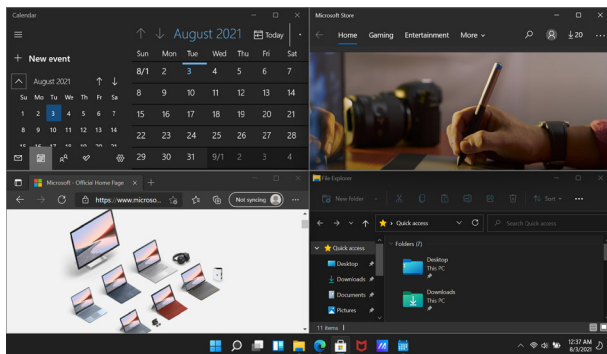 Calendar
August 2021
Today
+ New event
August 2021
Su Mo Tu We Th Fr Sa
1 2 3 4 5 6 7
8 9 10 11 12 13 14
Sun Mon Tue Wed Thu Fri Sat
8/1 2 3 4 5 6 7
8 9 10 11 12 13 14
15 16 17 18 19 20 21
22 23 24 25 26 27 28
29 30 31 9/1 2 3 4
Microsoft Store
Home Gaming Entertainment More
20
Microsoft - Official Home Page
https://www.microso...
Not syncing
File Explorer
New folder
Sort
Quick access
Search Quick access
Quick access
Desktop
Downloads
Documents
Pictures
Folders (7)
Desktop
This PC
Downloads
This PC
11 items
12:37 AM
8/3/2021